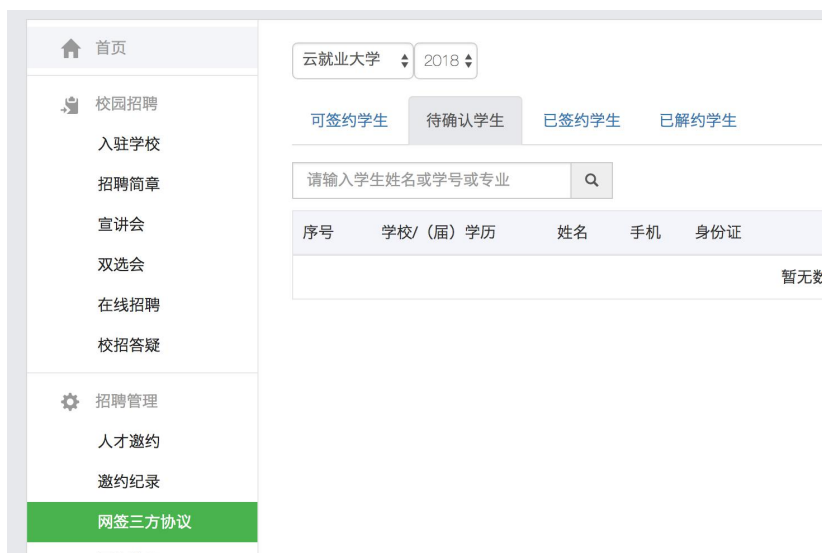 首页
校园招聘
入驻学校
招聘简章
宣讲会
双选会
在线招聘
校招答疑
招聘管理
人才邀约
邀约纪录
网签三方协议
云就业大学 2018
可签约学生 待确认学生 已签约学生 已解约学生
请输入学生姓名或学号或专业
序号 学校/（届）学历 姓名 手机 身份证
暂无数